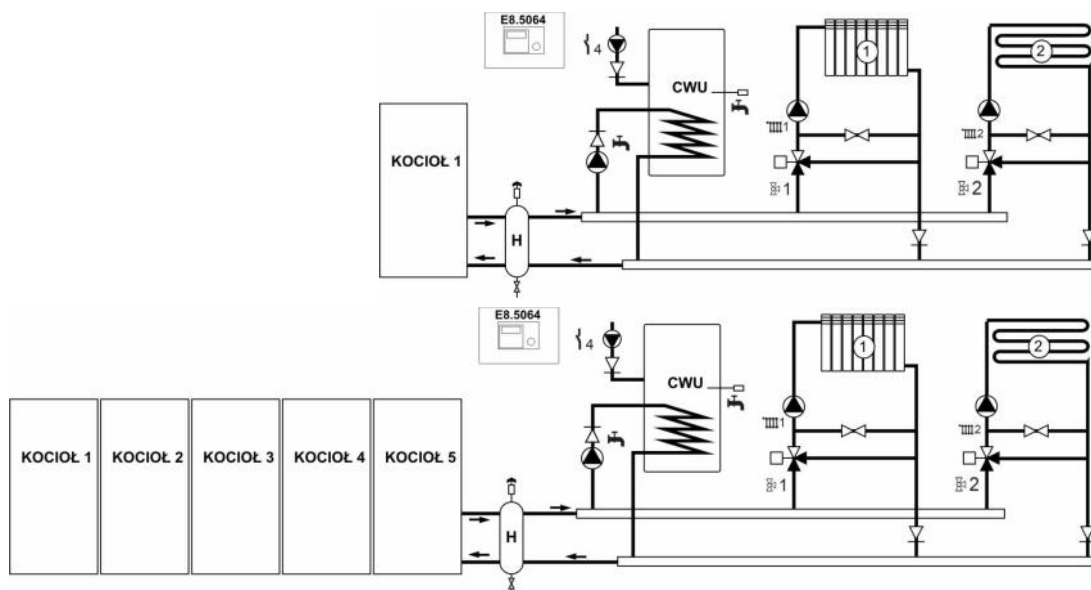 E8.5064
4
CWU
1
2
1
2
KOCIOŁ 1
1
2
H
E8.5064
4
CWU
1
2
1
2
KOCIOŁ 1
KOCIOŁ 2
KOCIOŁ 3
KOCIOŁ 4
KOCIOŁ 5
1
2
H